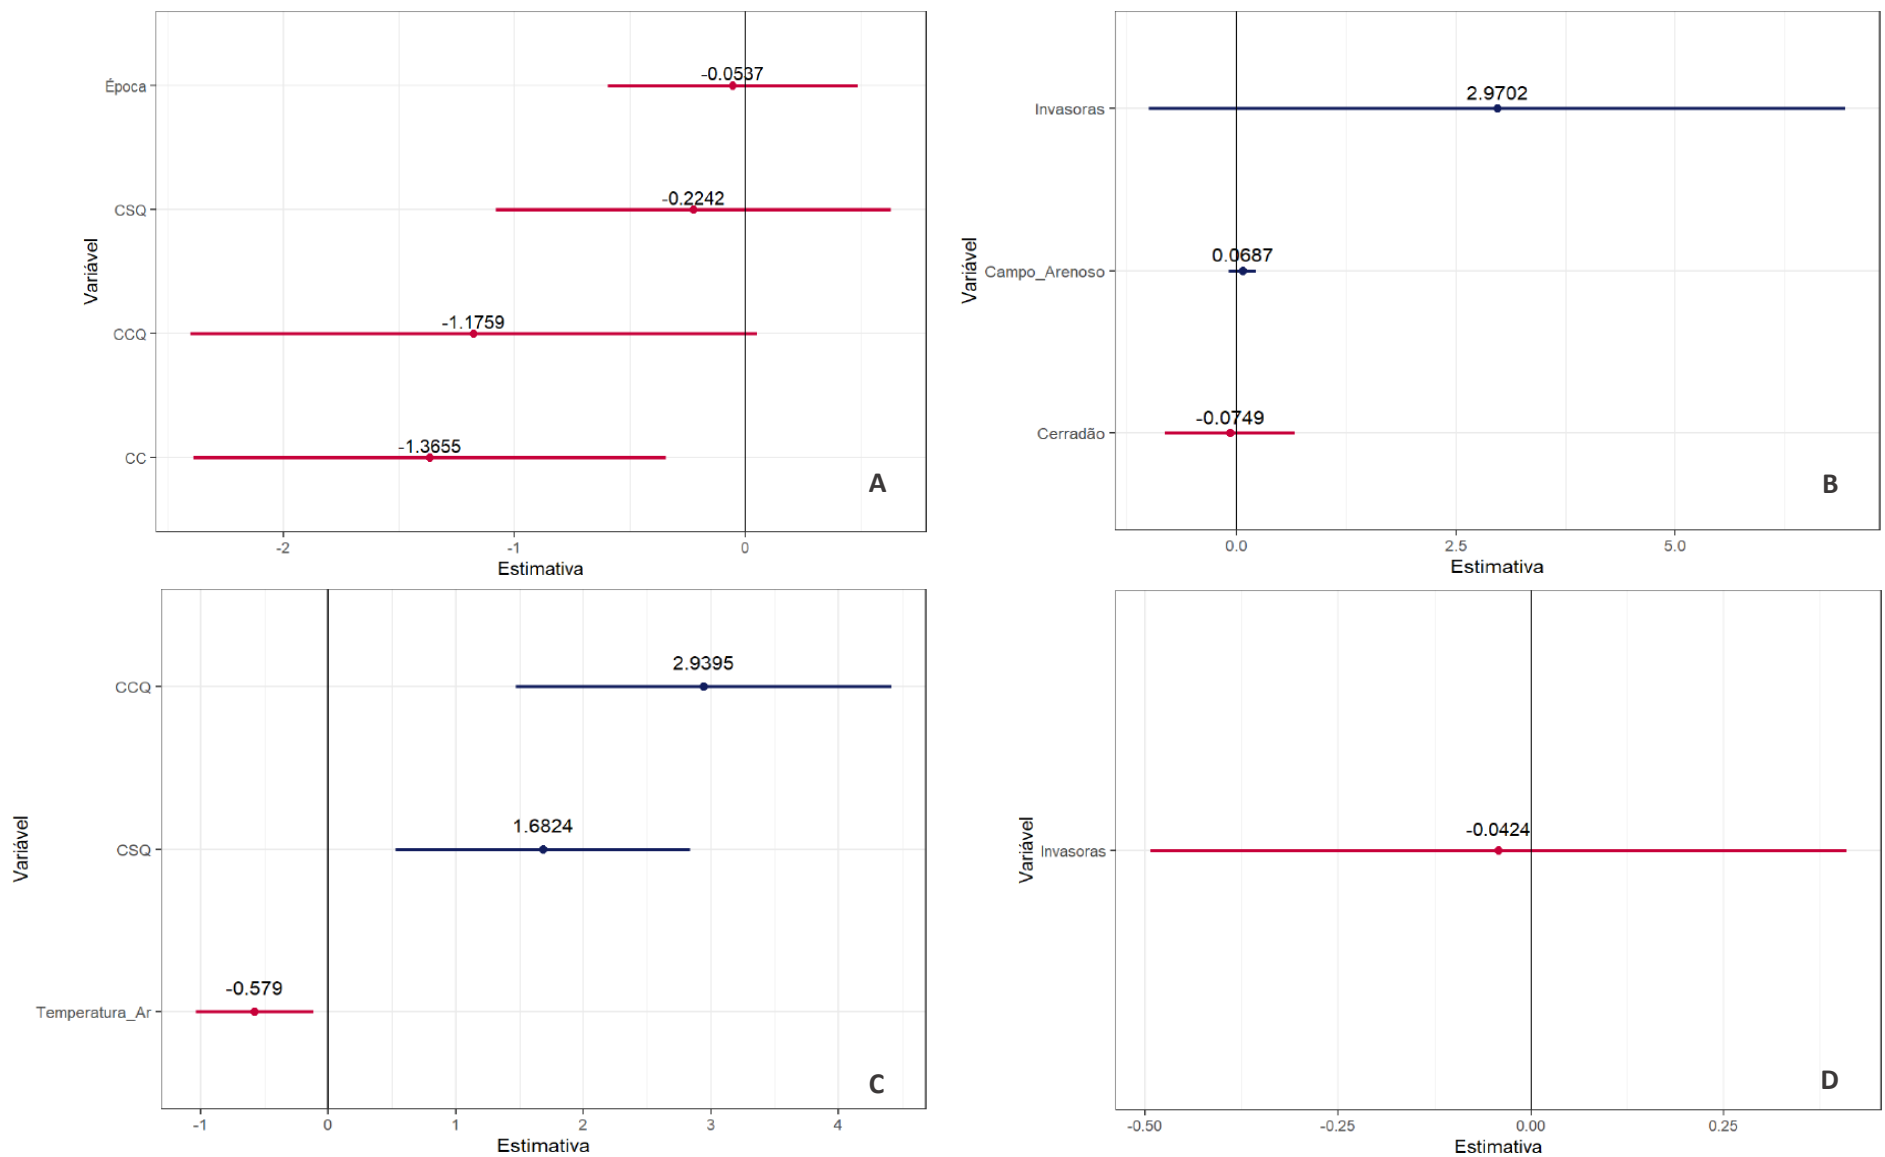 Época
-0.0537
CSQ
-0.2242
CCQ
-1.1759
CC
-1.3655
Variável
-2
-1
0
Estimativa
A
Invasoras
2.9702
Campo_Arenoso
0.0687
Cerradão
-0.0749
Variável
0.0
2.5
5.0
Estimativa
B
CCQ
2.9395
CSQ
1.6824
Temperatura_Ar
-0.579
Variável
-1
0
1
2
3
4
Estimativa
C
Invasoras
-0.0424
Variável
-0.50
-0.25
0.00
0.25
Estimativa
D